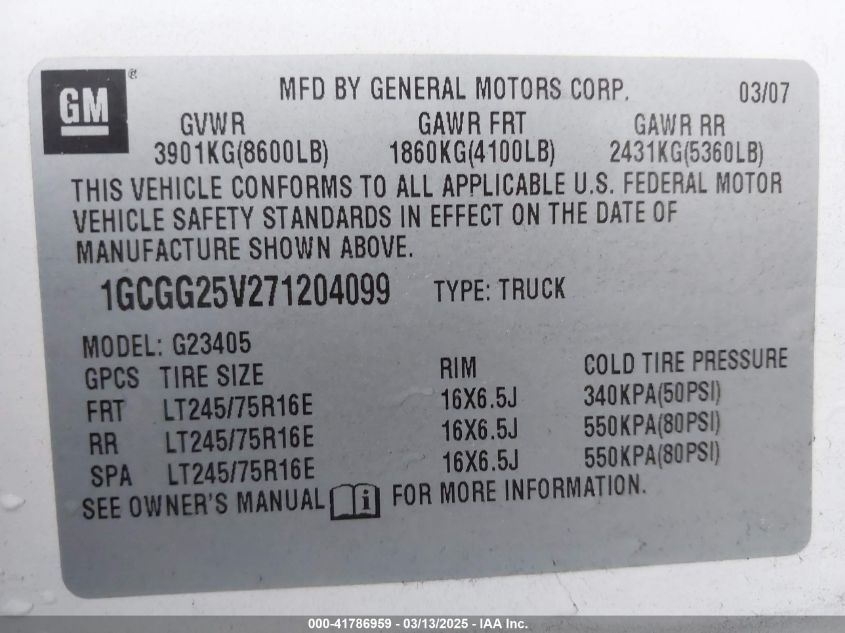 GM®
MFD BY GENERAL MOTORS CORP. 03/07
GVWR GAWR FRT GAWR RR
3901KG(8600LB) 1860KG(4100LB) 2431KG(5360LB)
THIS VEHICLE CONFORMS TO ALL APPLICABLE U.S. FEDERAL MOTOR
VEHICLE SAFETY STANDARDS IN EFFECT ON THE DATE OF
MANUFACTURE SHOWN ABOVE.
1GCGG25V271204099 TYPE: TRUCK
MODEL: G23405
GPCS TIRE SIZE RIM COLD TIRE PRESSURE
FRT LT245/75R16E 16X6.5J 340KPA(50PSI)
RR LT245/75R16E 16X6.5J 550KPA(80PSI)
SPA LT245/75R16E 16X6.5J 550KPA(80PSI)
SEE OWNER'S MANUAL i FOR MORE INFORMATION.
000-41786959 - 03/13/2025 - IAA Inc.